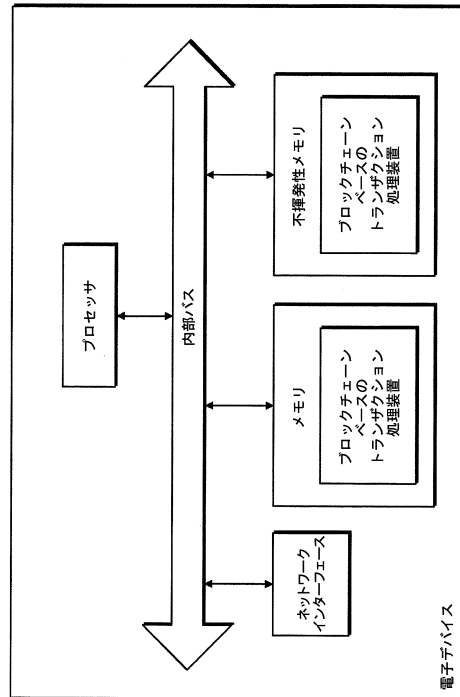 プロセッサ
内部バス
ネットワーク
インターフェース
メモリ
ブロックチェーン
ベースの
トランザクション
処理装置
不揮発性メモリ
ブロックチェーン
ベースの
トランザクション
処理装置
電子デバイス